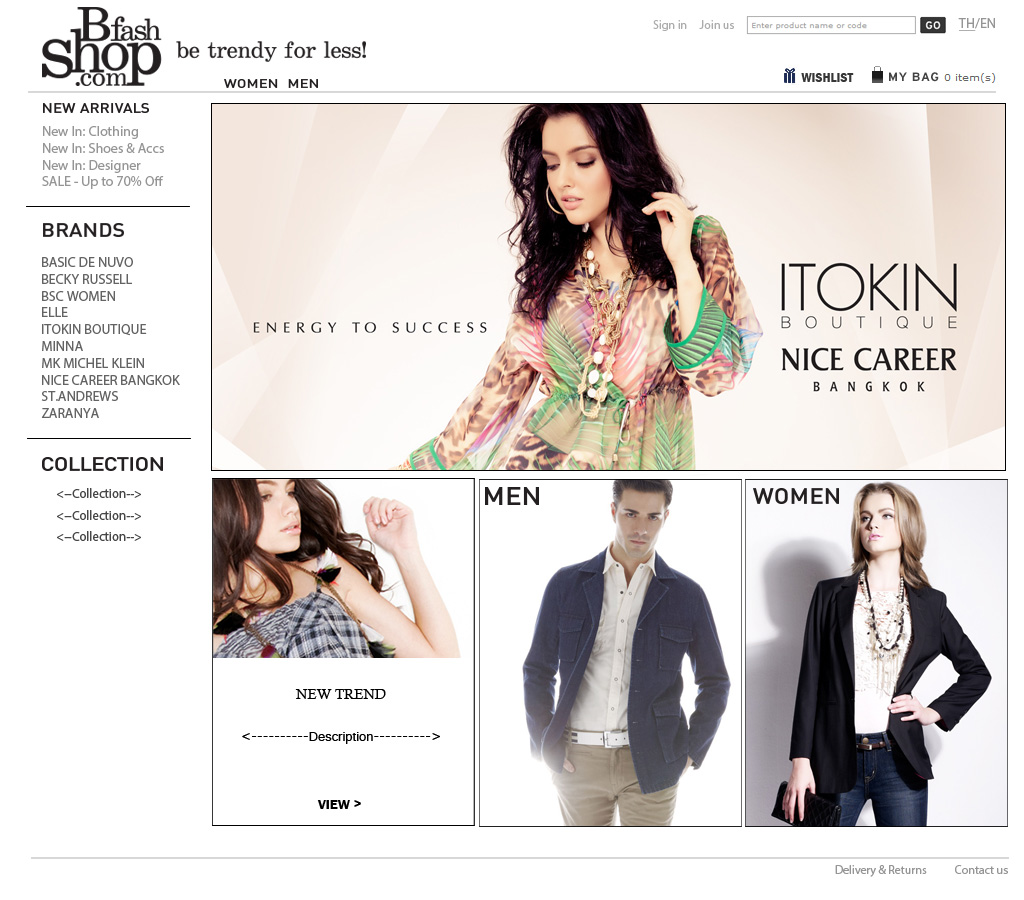 Bfash
Shop
.com
be trendy for less!
Sign in Join us
Enter product name or code
GO
TH/EN
WOMEN MEN
WISHLIST
MY BAG 0 item(s)
NEW ARRIVALS
New In: Clothing
New In: Shoes & Accs
New In: Designer
SALE - Up to 70% Off
BRANDS
BASIC DE NUVO
BECKY RUSSELL
BSC WOMEN
ELLE
ITOKIN BOUTIQUE
MINNA
MK MICHEL KLEIN
NICE CAREER BANGKOK
ST.ANDREWS
ZARANYA
COLLECTION
<--Collection-->
<--Collection-->
<--Collection-->
ENERGY TO SUCCESS
ITOKIN
BOUTIQUE
NICE CAREER
BANGKOK
NEW TREND
<----------Description---------->
VIEW >
MEN
WOMEN
Delivery & Returns Contact us